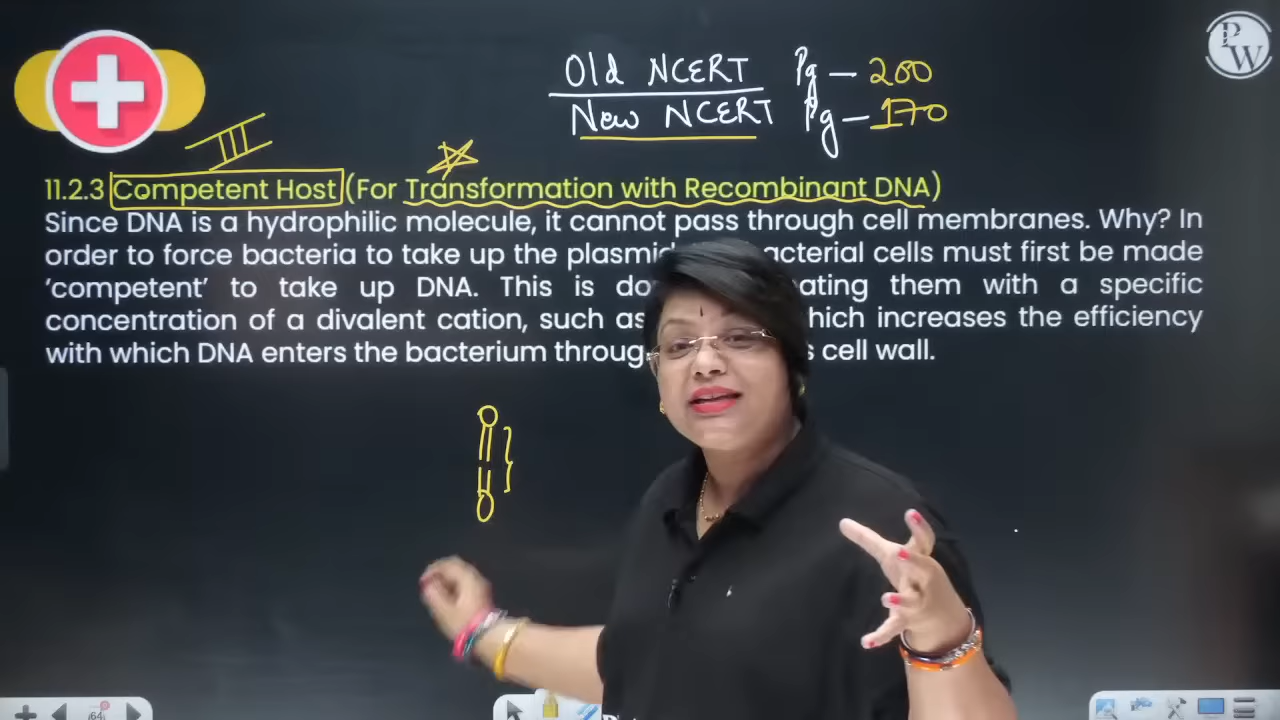 Old NCERT Pg - 200
New NCERT Pg - 170
PW
III
11.2.3 Competent Host (For Transformation with Recombinant DNA)
Since DNA is a hydrophilic molecule, it cannot pass through cell membranes. Why? In
order to force bacteria to take up the plasmid acterial cells must first be made
'competent' to take up DNA. This is do ating them with a specific
concentration of a divalent cation, such as hich increases the efficiency
with which DNA enters the bacterium throug s cell wall.
64